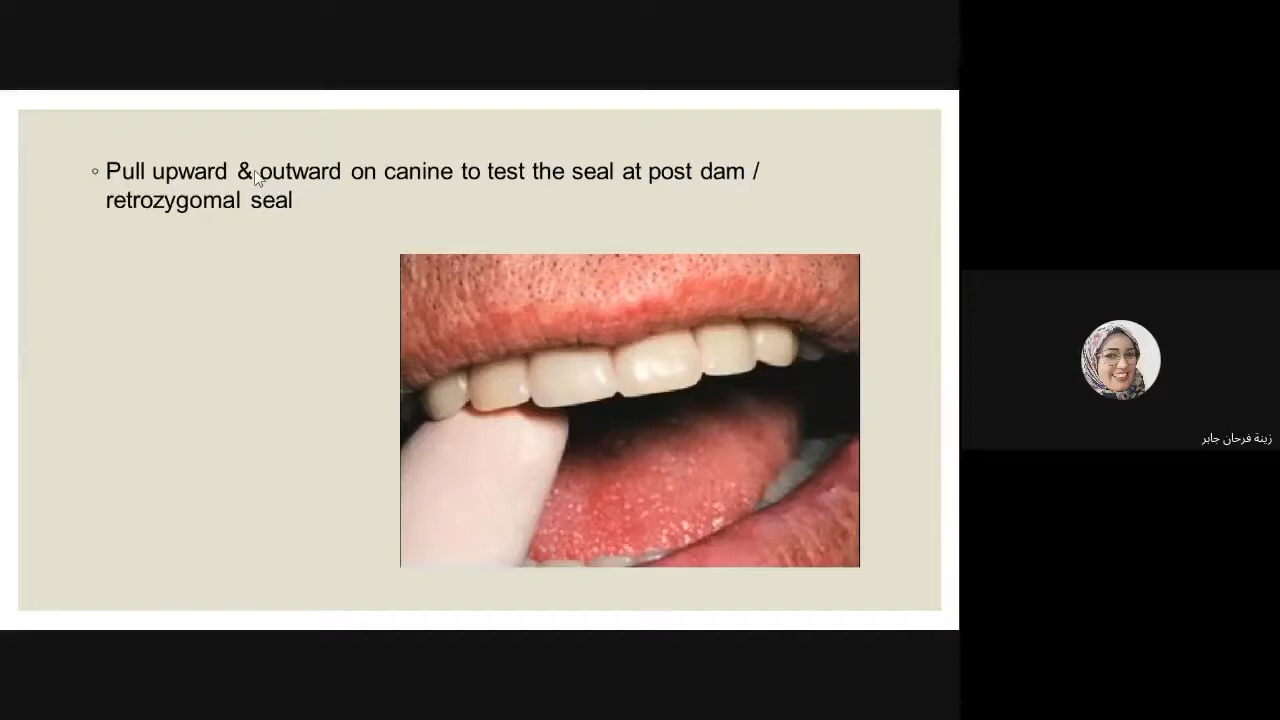 ◦ Pull upward & outward on canine to test the seal at post dam /
retrozygomal seal
زينة فرحان جابر